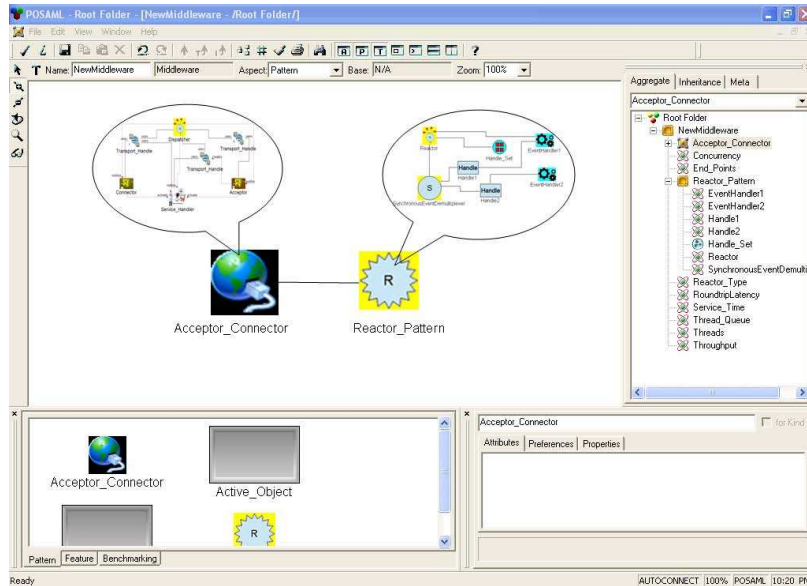 POSAML - Root Folder - [NewMiddleware - /Root Folder/]
File Edit View Window Help
Name: NewMiddleware Middleware Aspect: Pattern Base: N/A Zoom: 100%
Dispatcher
Transport_Handle
Transport_Handle
Transport_Handle
Connector
Acceptor
Service_Handler
Reactor
Handle_Set
EventHandler1
Handle
Handle1
S
SynchronousEventDemultiplexer
Handle
Handle2
EventHandler2
R
Acceptor_Connector
Reactor_Pattern
Aggregate Inheritance Meta
Acceptor_Connector
Root Folder
NewMiddleware
Acceptor_Connector
Concurrency
End_Points
Reactor_Pattern
EventHandler1
EventHandler2
Handle1
Handle2
Handle_Set
Reactor
SynchronousEventDemulti
Reactor_Type
RoundtripLatency
Service_Time
Thread_Queue
Threads
Throughput
Acceptor_Connector
Active_Object
R
Pattern Feature Benchmarking
Acceptor_Connector for Kind
Attributes Preferences Properties
Ready
AUTOCONNECT 100% POSAML 10:20 PM